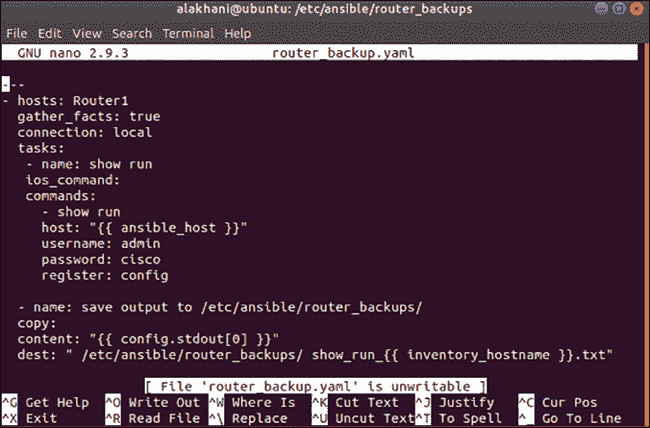 alakhani@ubuntu: /etc/ansible/router_backups
File Edit View Search Terminal Help
GNU nano 2.9.3 router_backup.yaml
---
- hosts: Router1
  gather_facts: true
  connection: local
  tasks:
   - name: show run
   ios_command:
   commands:
     - show run
     host: "{{ ansible_host }}"
     username: admin
     password: cisco
     register: config
  - name: save output to /etc/ansible/router_backups/
  copy:
  content: "{{ config.stdout[0] }}"
  dest: " /etc/ansible/router_backups/ show_run_{{ inventory_hostname }}.txt"
[ File 'router_backup.yaml' is unwritable ]
^G Get Help ^O Write Out ^W Where Is ^K Cut Text ^J Justify ^C Cur Pos
^X Exit ^R Read File ^\ Replace ^U Uncut Text ^T To Spell ^_ Go To Line